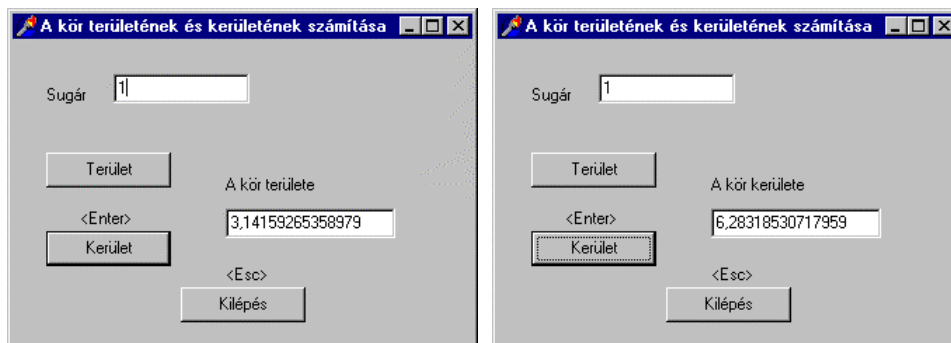 A kör területének és kerületének számítása
Sugár 1
Terület
A kör területe
<Enter>
3,14159265358979
Kerület
<Esc>
Kilépés
A kör területének és kerületének számítása
Sugár 1
Terület
A kör kerülete
<Enter>
6,28318530717959
Kerület
<Esc>
Kilépés